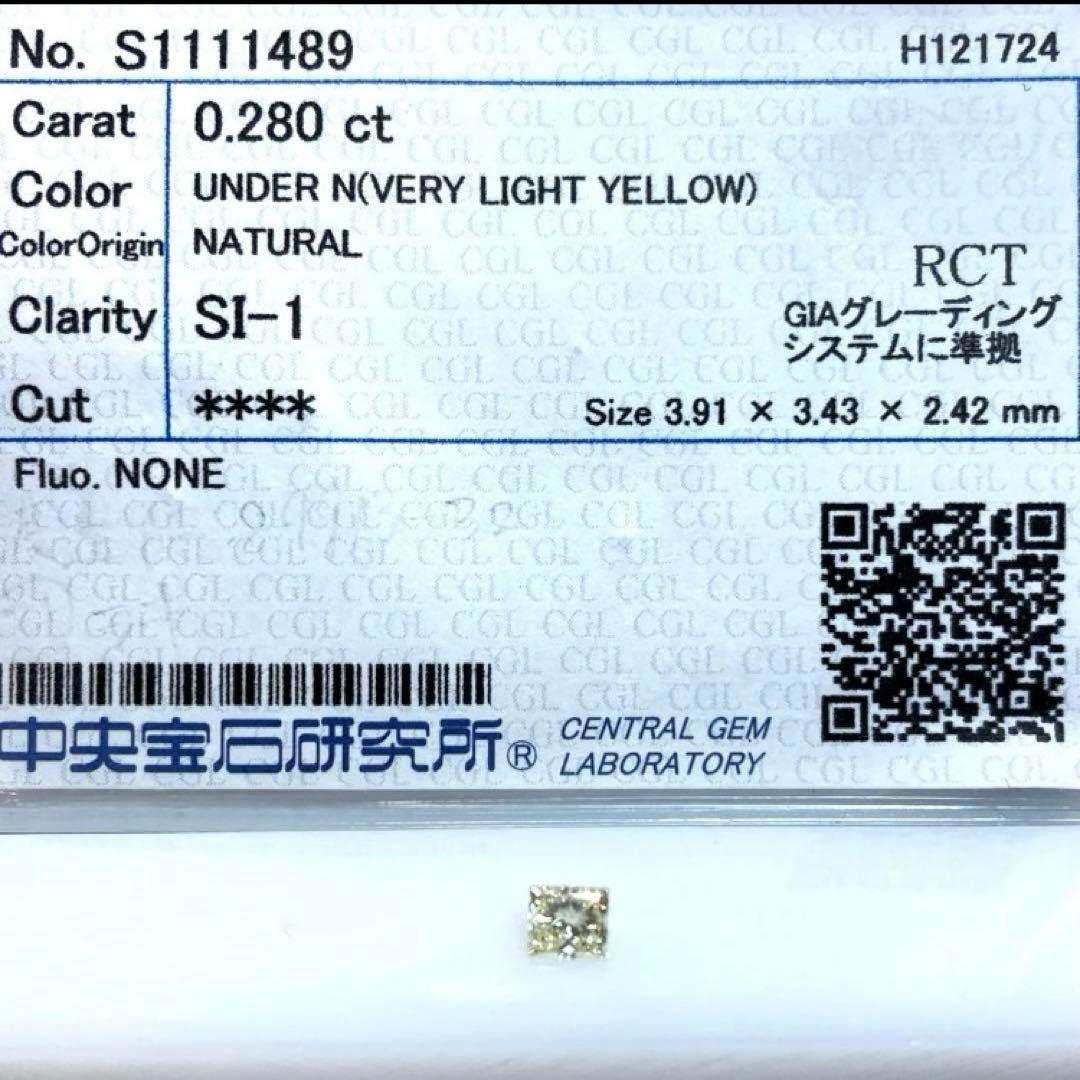 No. S1111489 H121724
Carat 0.280 ct
Color UNDER N(VERY LIGHT YELLOW)
ColorOrigin NATURAL
RCT
Clarity SI-1
GIAグレーディング
システムに準拠
Cut ****
Size 3.91 × 3.43 × 2.42 mm
Fluo. NONE
中央宝石研究所®
CENTRAL GEM
LABORATORY